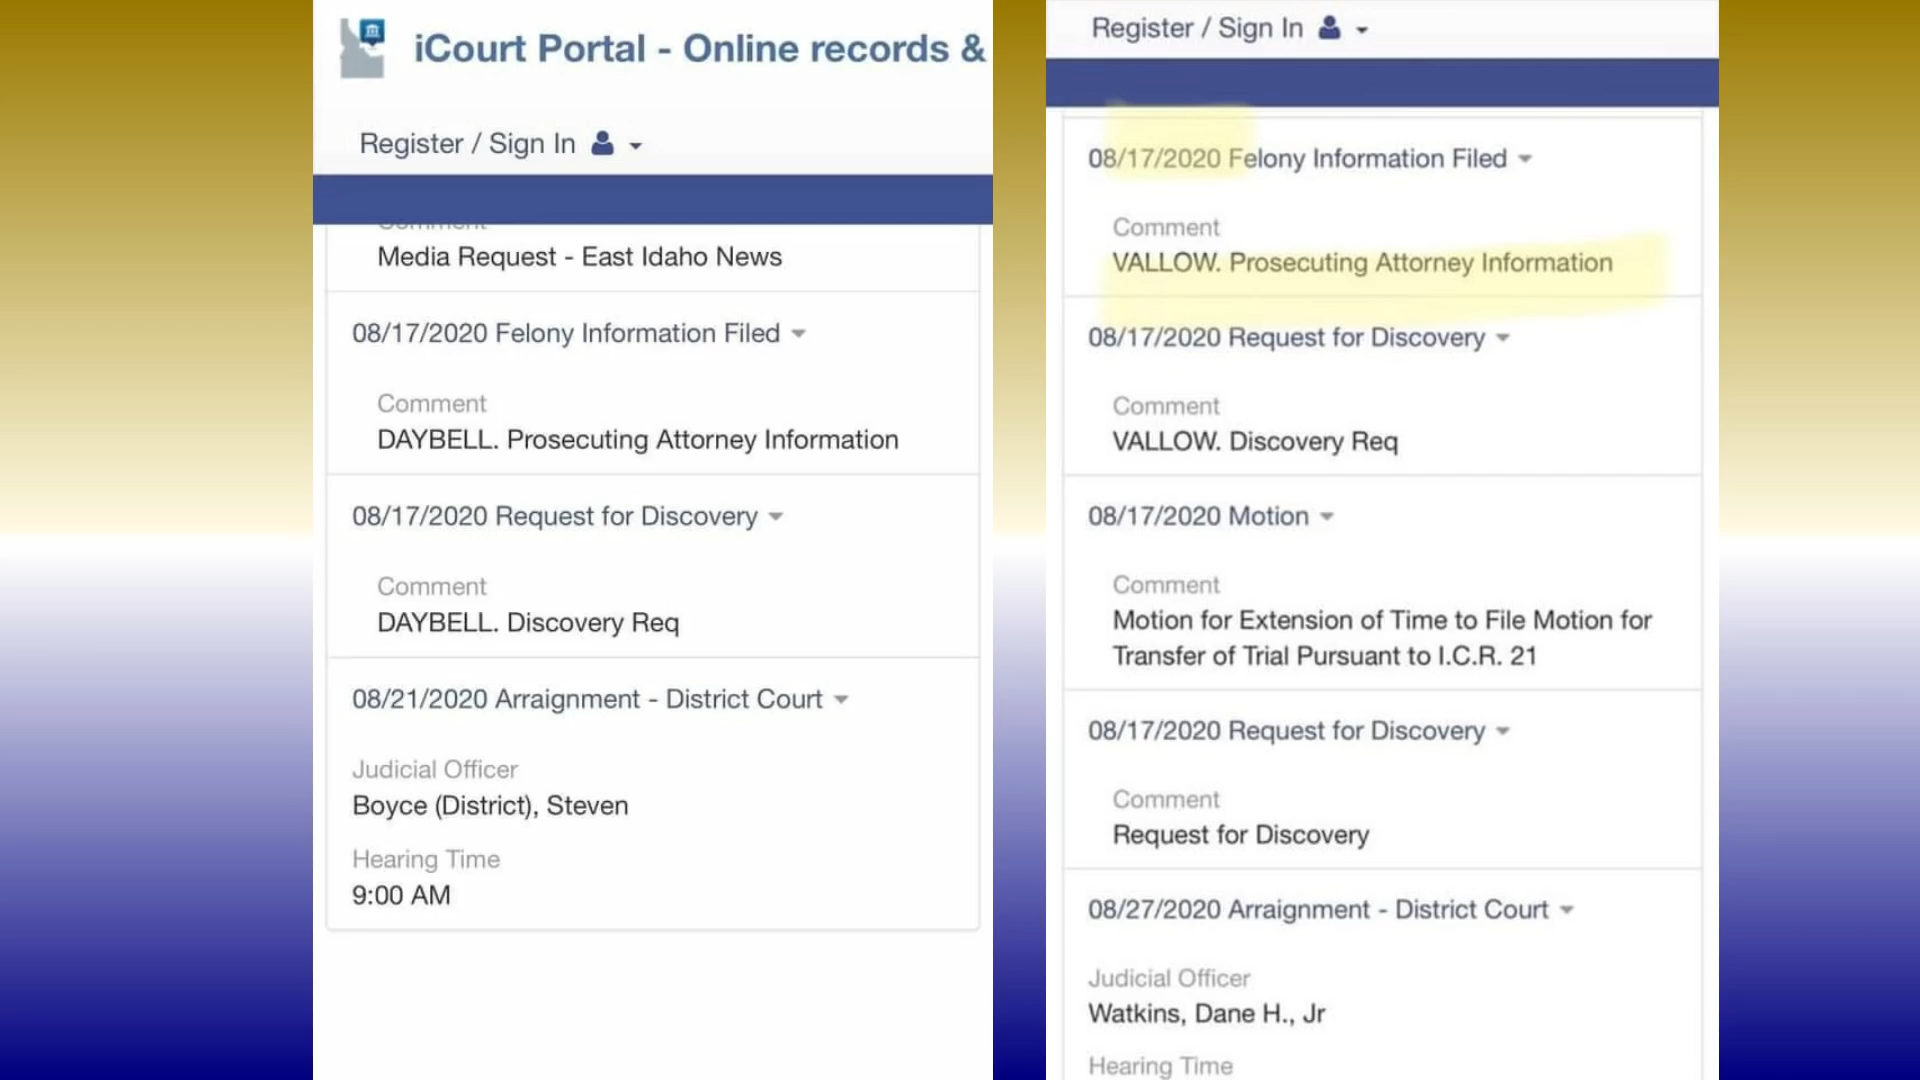 iCourt Portal - Online records &
Register / Sign In
Comment
Media Request - East Idaho News
08/17/2020 Felony Information Filed
Comment
DAYBELL. Prosecuting Attorney Information
08/17/2020 Request for Discovery
Comment
DAYBELL. Discovery Req
08/21/2020 Arraignment - District Court
Judicial Officer
Boyce (District), Steven
Hearing Time
9:00 AM
Register / Sign In
08/17/2020 Felony Information Filed
Comment
VALLOW. Prosecuting Attorney Information
08/17/2020 Request for Discovery
Comment
VALLOW. Discovery Req
08/17/2020 Motion
Comment
Motion for Extension of Time to File Motion for
Transfer of Trial Pursuant to I.C.R. 21
08/17/2020 Request for Discovery
Comment
Request for Discovery
08/27/2020 Arraignment - District Court
Judicial Officer
Watkins, Dane H., Jr
Hearing Time